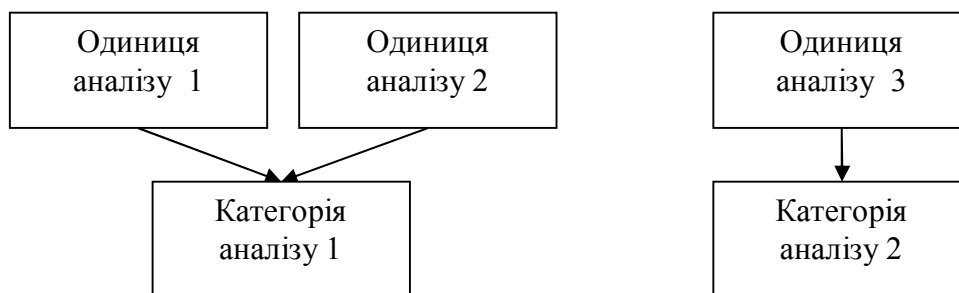 Одиниця
аналізу 1
Одиниця
аналізу 2
Одиниця
аналізу 3
Категорія
аналізу 1
Категорія
аналізу 2